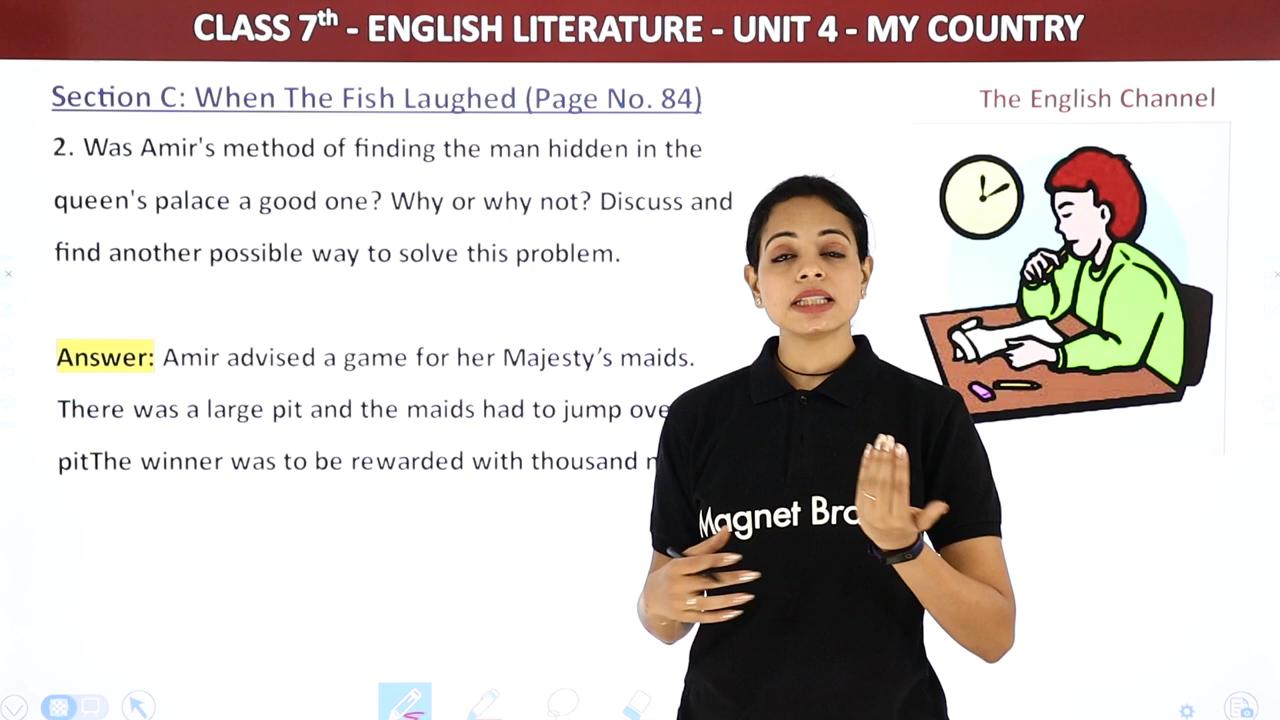 CLASS 7th - ENGLISH LITERATURE - UNIT 4 - MY COUNTRY
Section C: When The Fish Laughed (Page No. 84)
The English Channel
2. Was Amir's method of finding the man hidden in the
queen's palace a good one? Why or why not? Discuss and
find another possible way to solve this problem.
Answer: Amir advised a game for her Majesty’s maids.
There was a large pit and the maids had to jump
pitThe winner was to be rewarded with thousand
Magnet